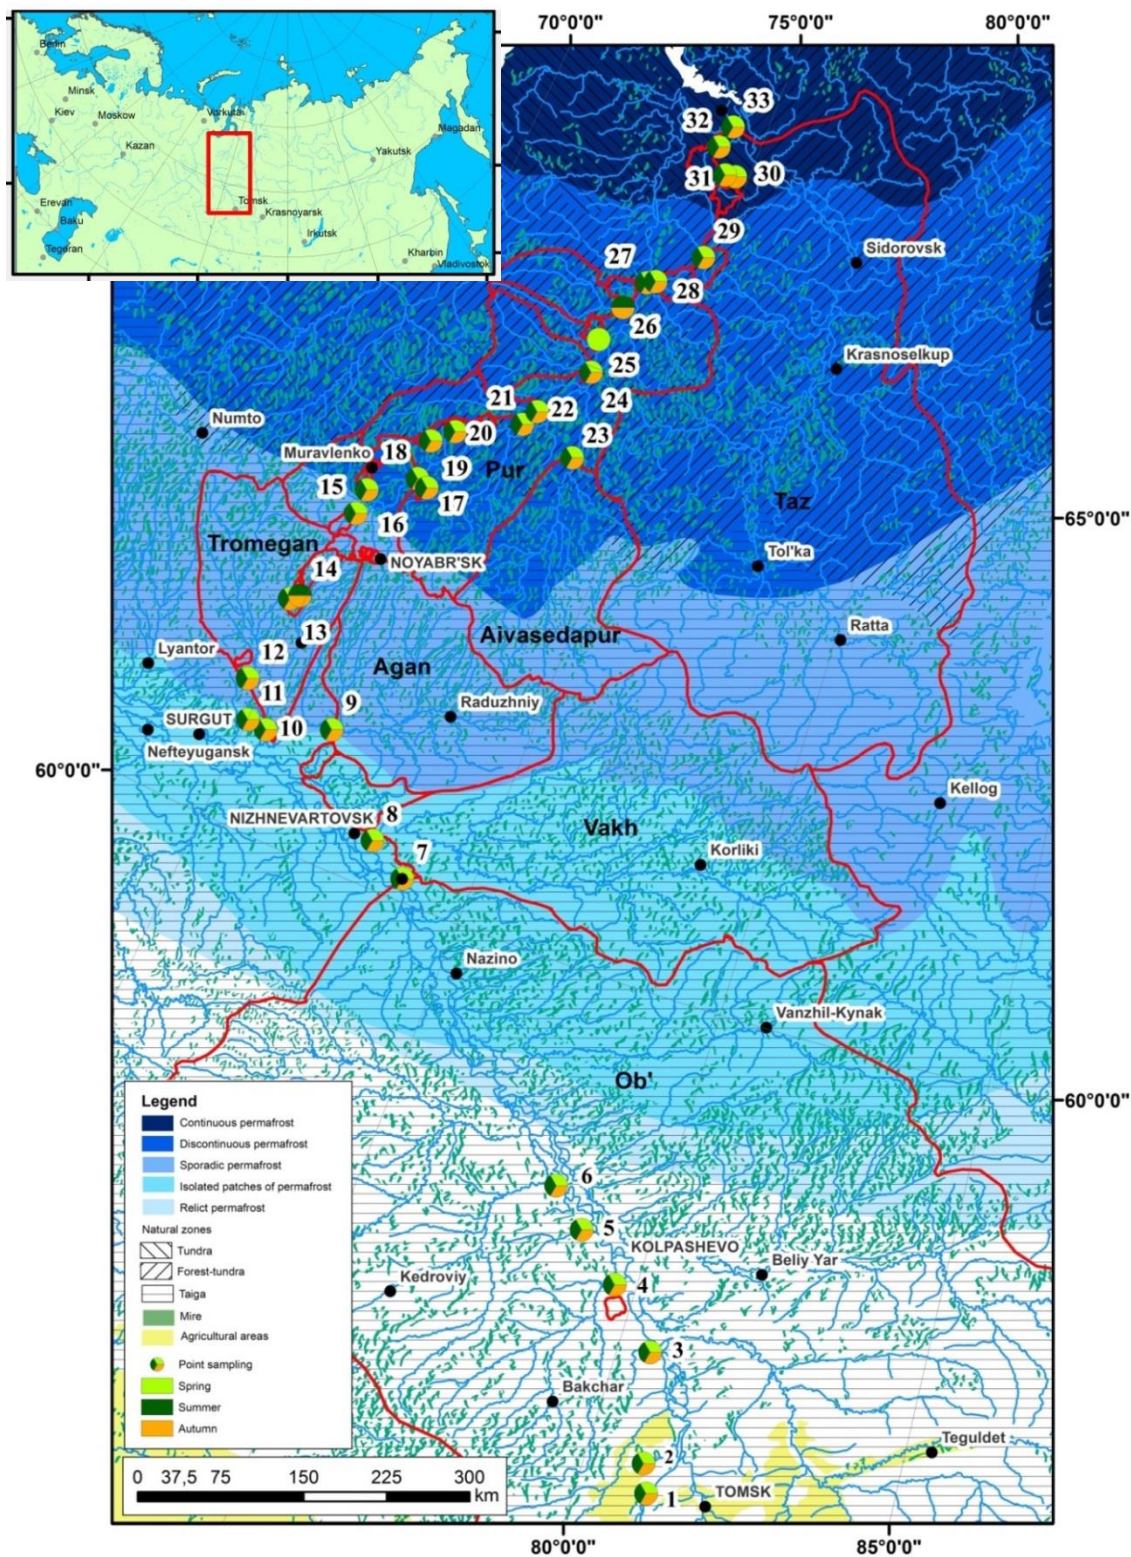 70°0'0"
75°0'0"
80°0'0"
Berlin
Minsk
Kiev
Moscow
Vorkuta
Magadan
Kazan
Yakutsk
Erevan
Baku
Tegeran
Tomsk
Krasnoyarsk
Irkutsk
Kharbin
Vladivostok
33
32
31
30
29
Sidorovsk
27
28
26
Krasnoselkup
25
24
21
22
Numto
20
23
Muravlenko
18
19
Pur
15
17
Taz
16
65°0'0"
Tromegan
NOYABR'SK
Tol'ka
14
13
Aivasedapur
Ratta
Lyantor
12
Agan
11
9
Raduzhniy
SURGUT
10
Nefteyugansk
60°0'0"
Kellog
NIZHNEVARTOVSK
8
Vakh
7
Korliki
Nazino
Vanzhil-Kynak
Ob'
60°0'0"
Legend
Continuous permafrost
Discontinuous permafrost
Sporadic permafrost
Isolated patches of permafrost
Relict permafrost
Natural zones
Tundra
Forest-tundra
Taiga
Mire
Agricultural areas
Point sampling
Spring
Summer
Autumn
6
5
KOLPASHEVO
Beliy Yar
Kedroviy
4
3
Bakchar
Teguldet
2
1
TOMSK
0 37,5 75 150 225 300
km
80°0'0"
85°0'0"